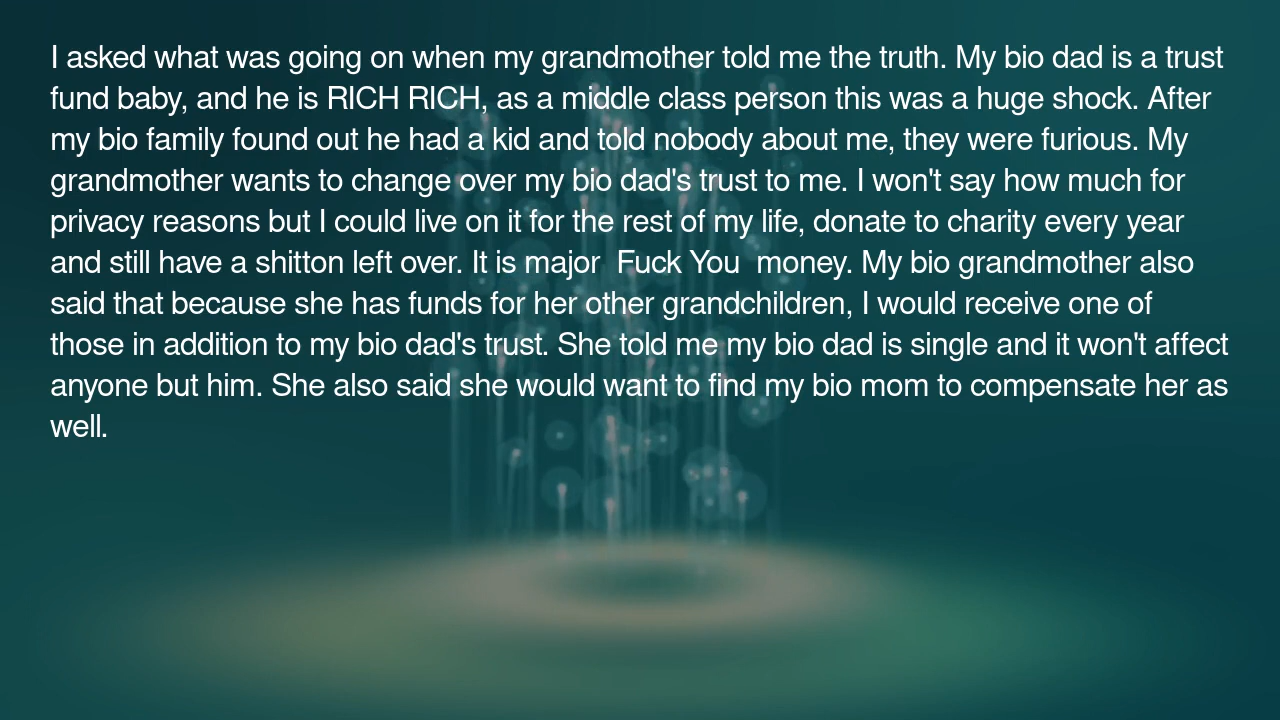 I asked what was going on when my grandmother told me the truth. My bio dad is a trust
fund baby, and he is RICH RICH, as a middle class person this was a huge shock. After
my bio family found out he had a kid and told nobody about me, they were furious. My
grandmother wants to change over my bio dad's trust to me. I won't say how much for
privacy reasons but I could live on it for the rest of my life, donate to charity every year
and still have a shitton left over. It is major  Fuck You  money. My bio grandmother also
said that because she has funds for her other grandchildren, I would receive one of
those in addition to my bio dad's trust. She told me my bio dad is single and it won't affect
anyone but him. She also said she would want to find my bio mom to compensate her as
well.